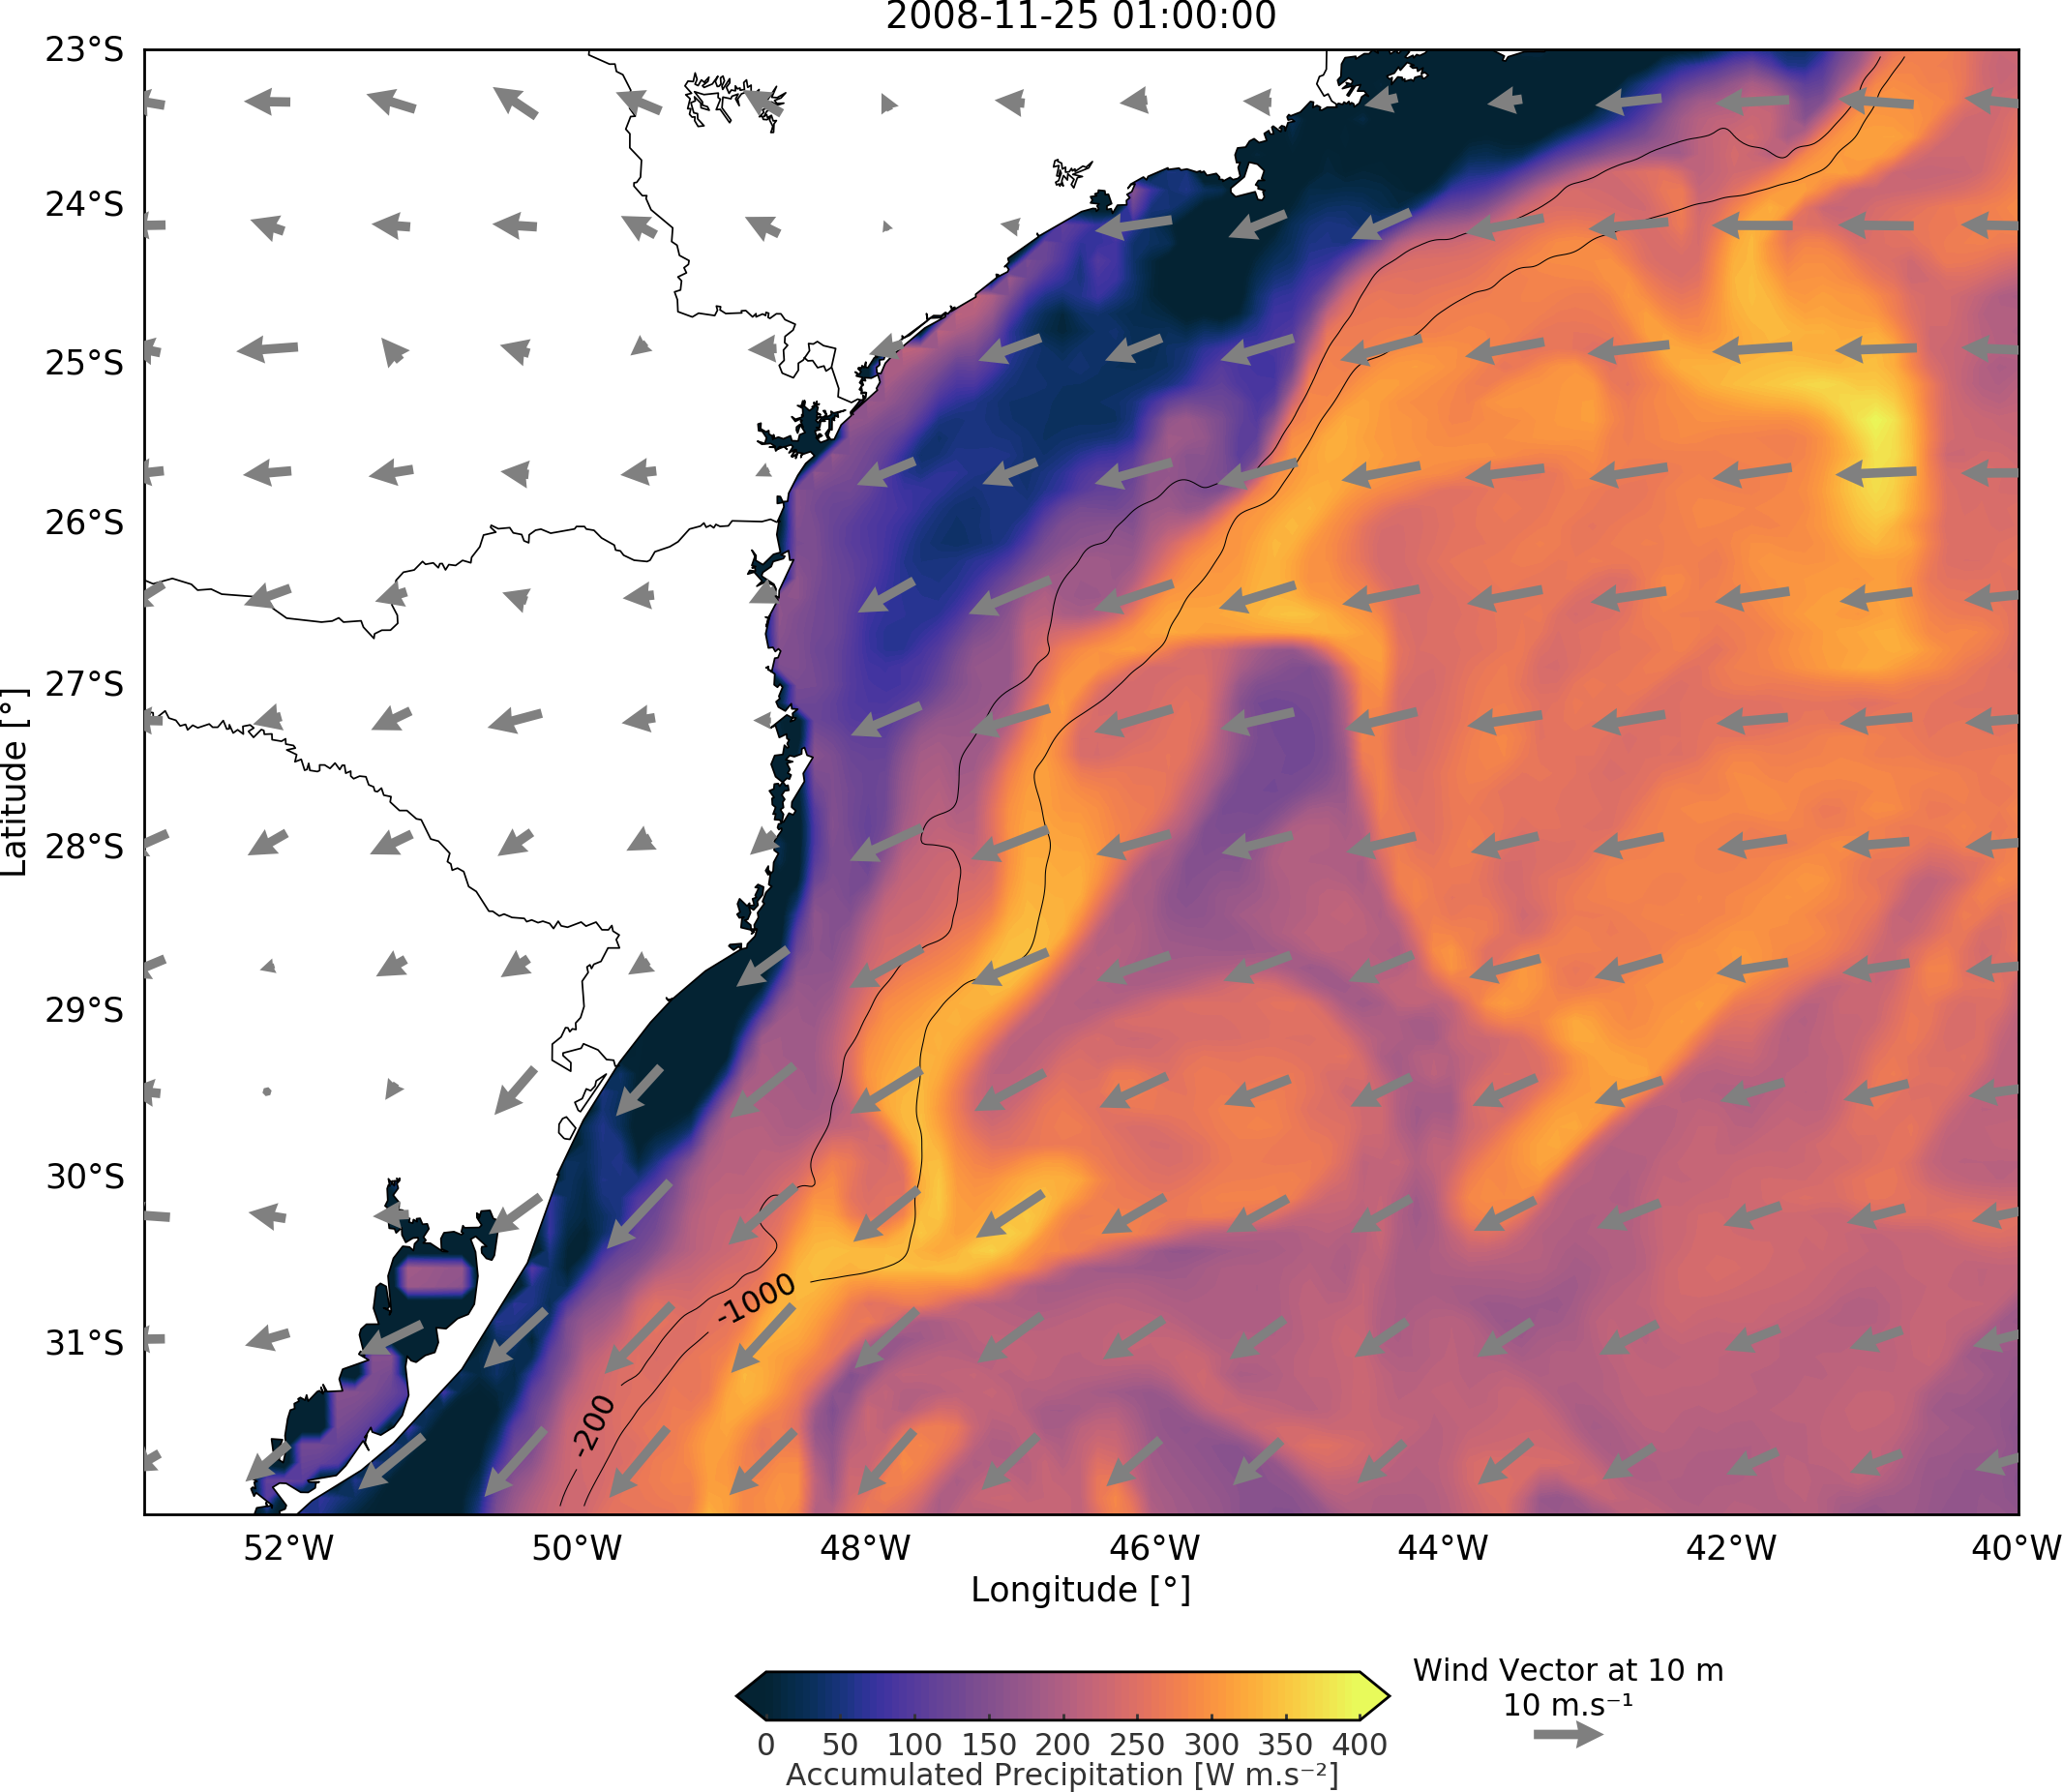 2008-11-25 01:00:00
23°S
24°S
25°S
26°S
27°S
28°S
29°S
30°S
31°S
Latitude [°]
-1000
-200
52°W 50°W 48°W 46°W 44°W 42°W 40°W
Longitude [°]
Wind Vector at 10 m
10 m.s⁻¹
0 50 100 150 200 250 300 350 400
Accumulated Precipitation [W m.s⁻²]